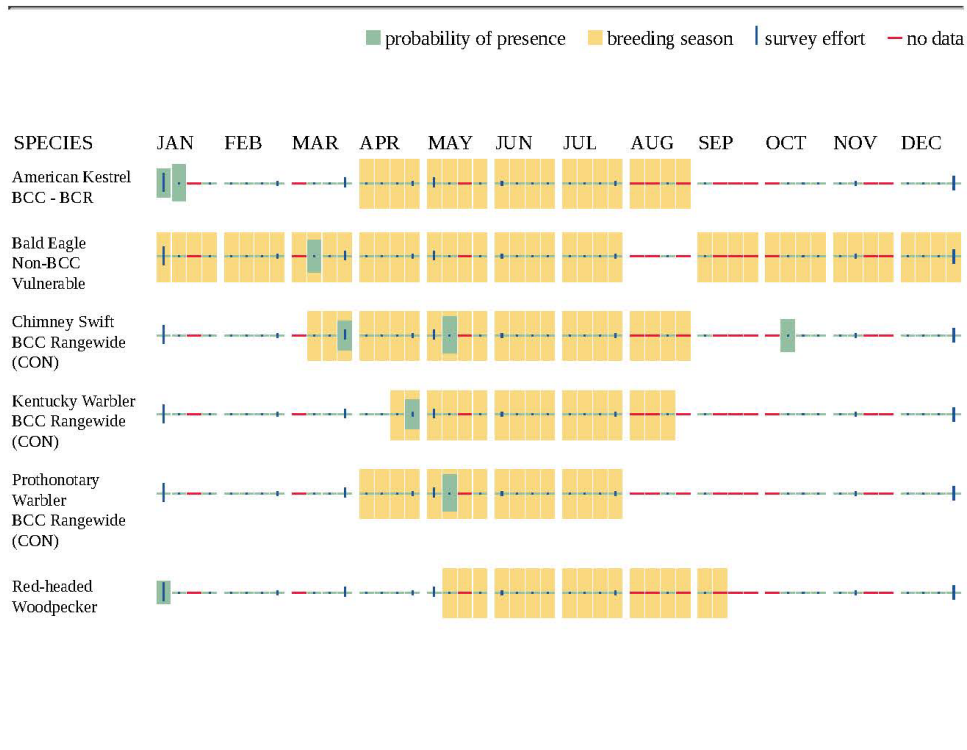 probability of presence breeding season survey effort no data
SPECIES JAN FEB MAR APR MAY JUN JUL AUG SEP OCT NOV DEC
American Kestrel
BCC - BCR
Bald Eagle
Non-BCC
Vulnerable
Chimney Swift
BCC Rangewide
(CON)
Kentucky Warbler
BCC Rangewide
(CON)
Prothonotary
Warbler
BCC Rangewide
(CON)
Red-headed
Woodpecker